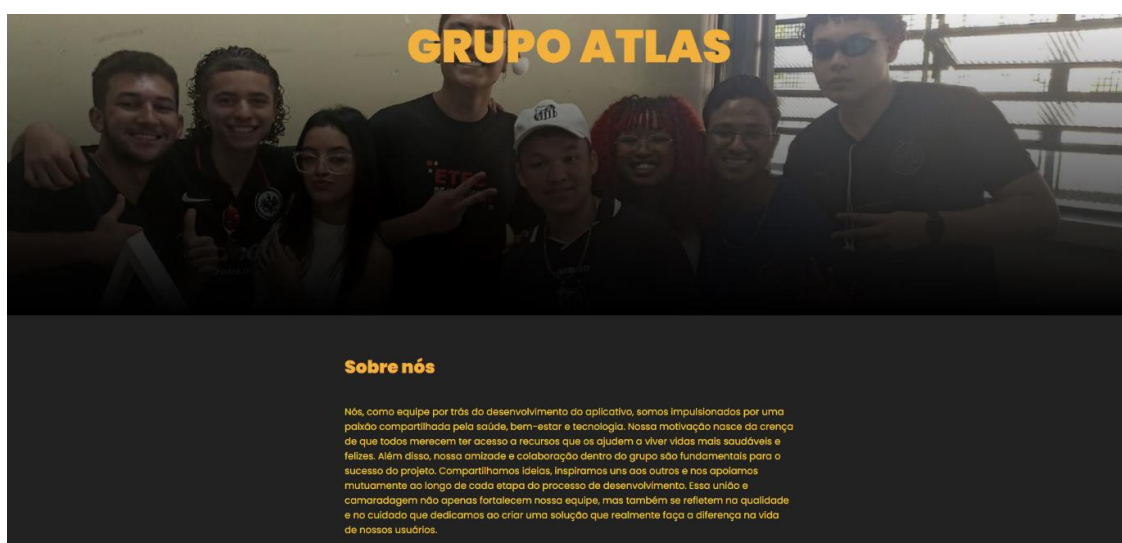 GRUPO ATLAS
ETEC
Sobre nós
Nós, como equipe por trás do desenvolvimento do aplicativo, somos impulsionados por uma
paixão compartilhada pela saúde, bem-estar e tecnologia. Nossa motivação nasce da crença
de que todos merecem ter acesso a recursos que os ajudem a viver vidas mais saudáveis e
felizes. Além disso, nossa amizade e colaboração dentro do grupo são fundamentais para o
sucesso do projeto. Compartilhamos ideias, inspiramos uns aos outros e nos apoiamos
mutuamente ao longo de cada etapa do processo de desenvolvimento. Essa união e
camaradagem não apenas fortalecem nossa equipe, mas também se refletem na qualidade
e no cuidado que dedicamos ao criar uma solução que realmente faça a diferença na vida
de nossos usuários.